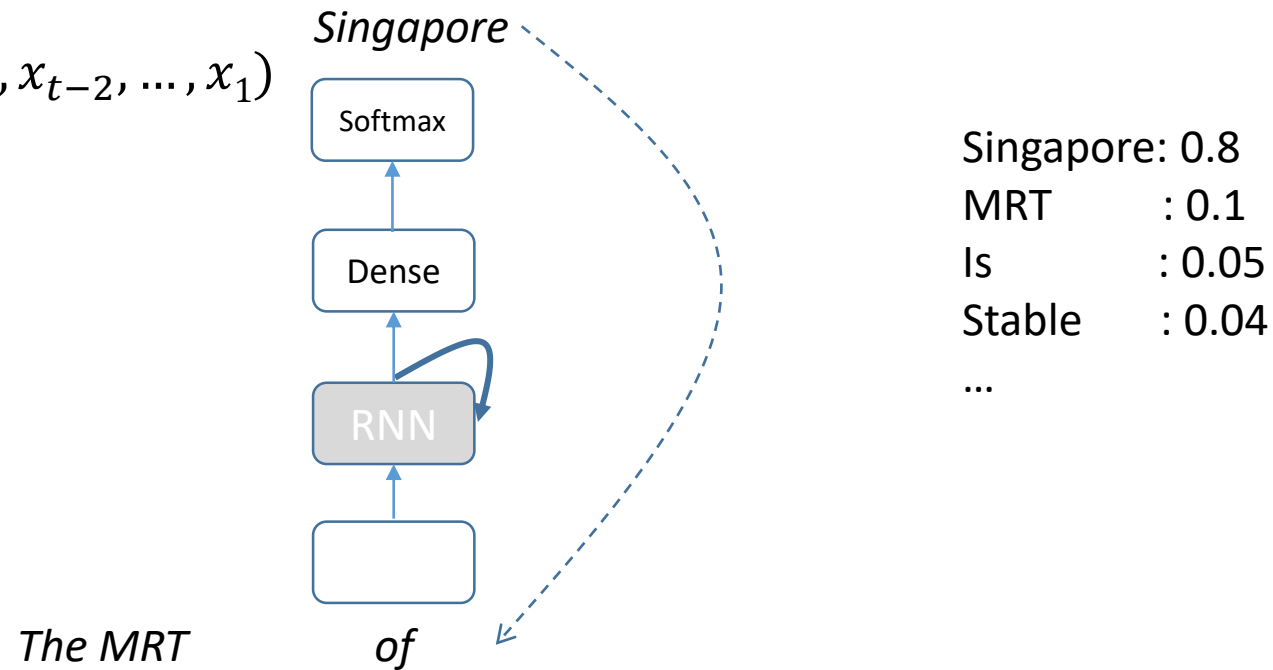 Singapore
, x_{t−2}, … , x_1)
Softmax
Dense
RNN
The MRT of
Singapore: 0.8
MRT : 0.1
Is : 0.05
Stable : 0.04
…